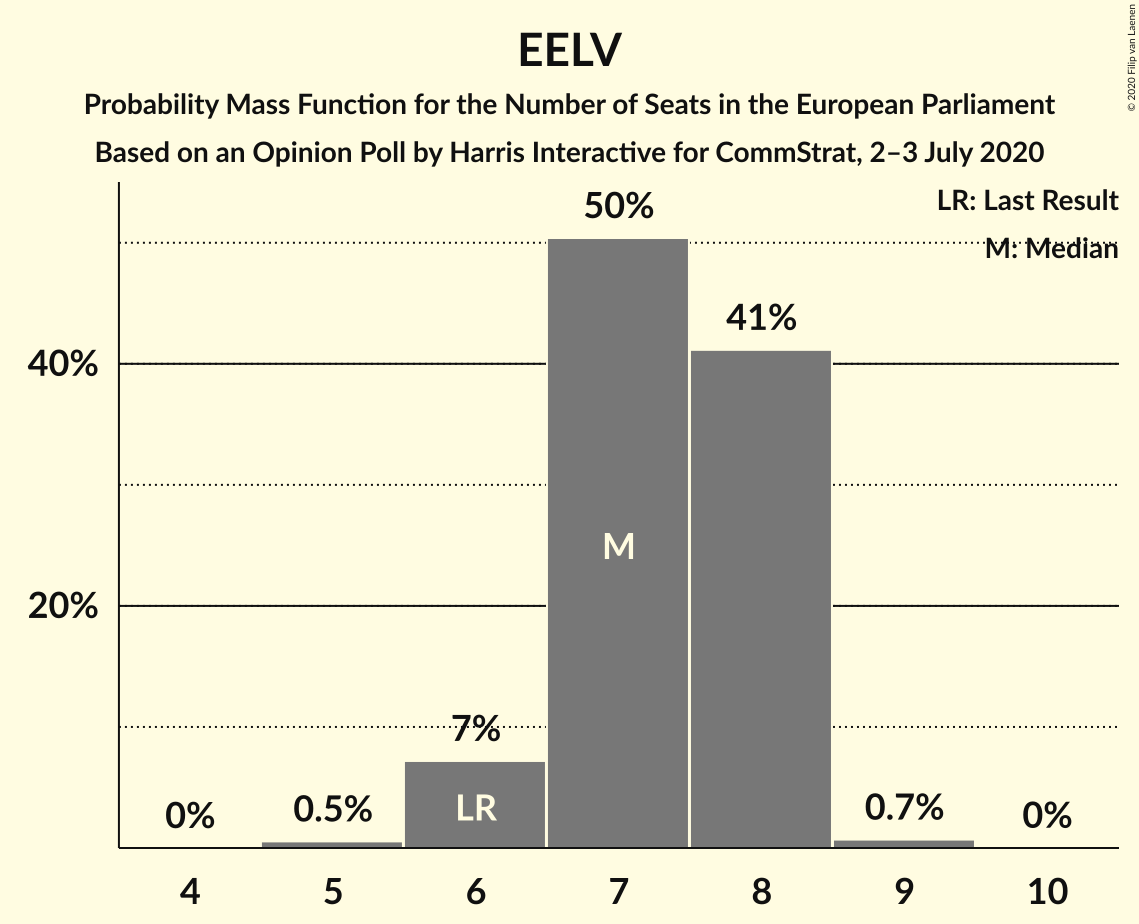 EELV
Probability Mass Function for the Number of Seats in the European Parliament
Based on an Opinion Poll by Harris Interactive for CommStrat, 2–3 July 2020
© 2020 Filip van Laenen
LR: Last Result
M: Median
50%
41%
40%
M
20%
7%
LR
0%
0.5%
0.7%
0%
4 5 6 7 8 9 10